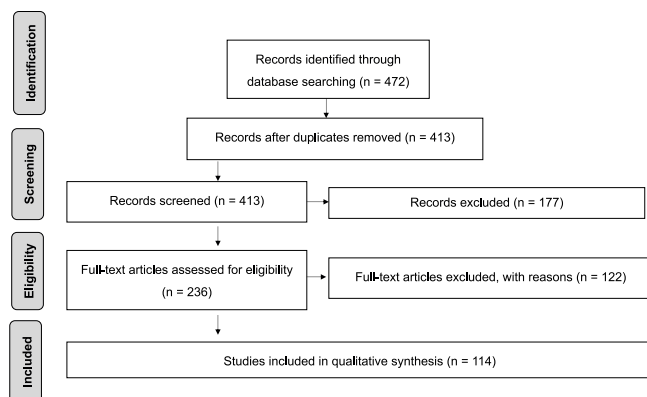 Identification
Records identified through
database searching (n = 472)
Records after duplicates removed (n = 413)
Screening
Records screened (n = 413)
Records excluded (n = 177)
Eligibility
Full-text articles assessed for eligibility
(n = 236)
Full-text articles excluded, with reasons (n = 122)
Included
Studies included in qualitative synthesis (n = 114)